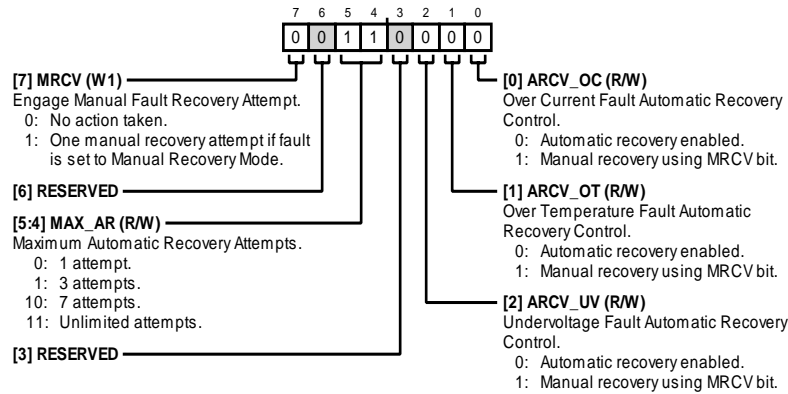 7 6 5 4 3 2 1 0
0 0 1 1 0 0 0 0
[7] MRCV (W1)
Engage Manual Fault Recovery Attempt.
0: No action taken.
1: One manual recovery attempt if fault
is set to Manual Recovery Mode.
[6] RESERVED
[5:4] MAX_AR (R/W)
Maximum Automatic Recovery Attempts.
0: 1 attempt.
1: 3 attempts.
10: 7 attempts.
11: Unlimited attempts.
[3] RESERVED
[0] ARCV_OC (R/W)
Over Current Fault Automatic Recovery
Control.
0: Automatic recovery enabled.
1: Manual recovery using MRCV bit.
[1] ARCV_OT (R/W)
Over Temperature Fault Automatic
Recovery Control.
0: Automatic recovery enabled.
1: Manual recovery using MRCV bit.
[2] ARCV_UV (R/W)
Undervoltage Fault Automatic Recovery
Control.
0: Automatic recovery enabled.
1: Manual recovery using MRCV bit.